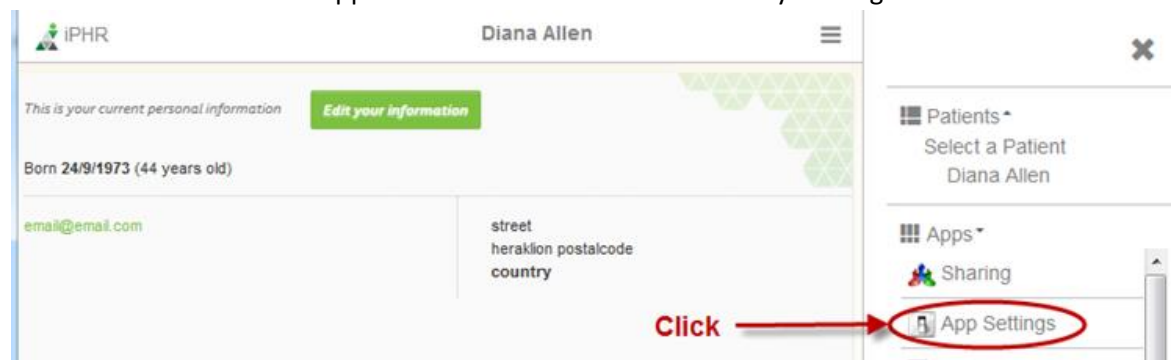 iPHR
Diana Allen
This is your current personal information
Edit your information
Born 24/9/1973 (44 years old)
email@email.com
street
heraklion postalcode
country
Patients
Select a Patient
Diana Allen
Apps
Sharing
App Settings
Click